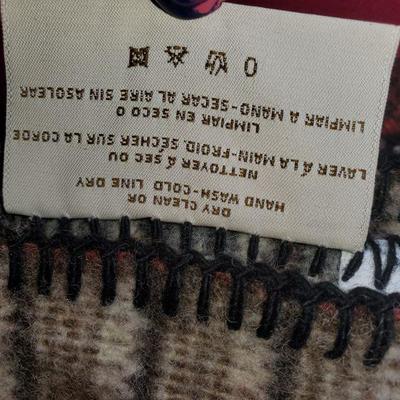 DRY CLEAN OR
HAND WASH-COLD LINE DRY
NETTOYER Á SEC OU
LAVER Á LA MAIN-FROID, SÉCHER SUR LA CORDE
LIMPIAR EN SECO O
LIMPIAR A MANO-SECAR AL AIRE SIN ASOLEAR